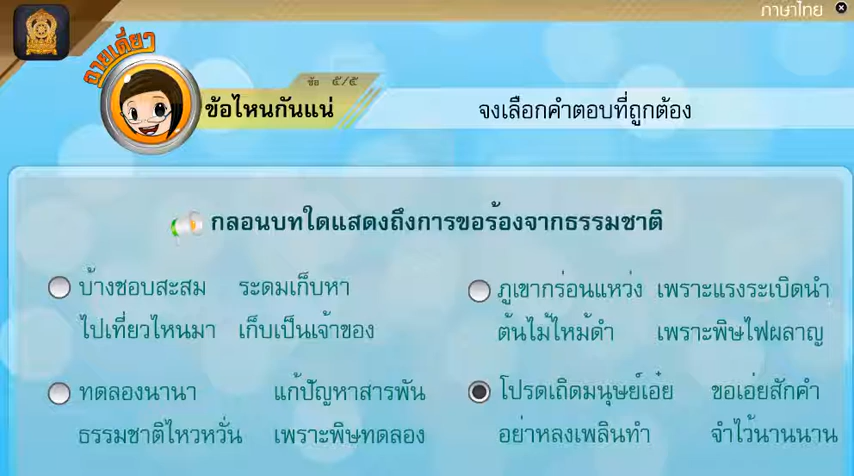 ภาษาไทย
ฉายเดี่ยว
ข้อ ๕/๕
ข้อไหนกันแน่
จงเลือกคำตอบที่ถูกต้อง
กลอนบทใดแสดงถึงการขอร้องจากธรรมชาติ
บ้างชอบสะสม ระดมเก็บหา
ไปเที่ยวไหนมา เก็บเป็นเจ้าของ
ภูเขากร่อนแหว่ง เพราะแรงระเบิดนำ
ต้นไม้ไหม้ดำ เพราะพิษไฟผลาญ
ทดลองนานา แก้ปัญหาสารพัน
ธรรมชาติไหวหวั่น เพราะพิษทดลอง
โปรดเถิดมนุษย์เอ๋ย ขอเอ่ยสักคำ
อย่าหลงเพลินทำ จำไว้นานนาน